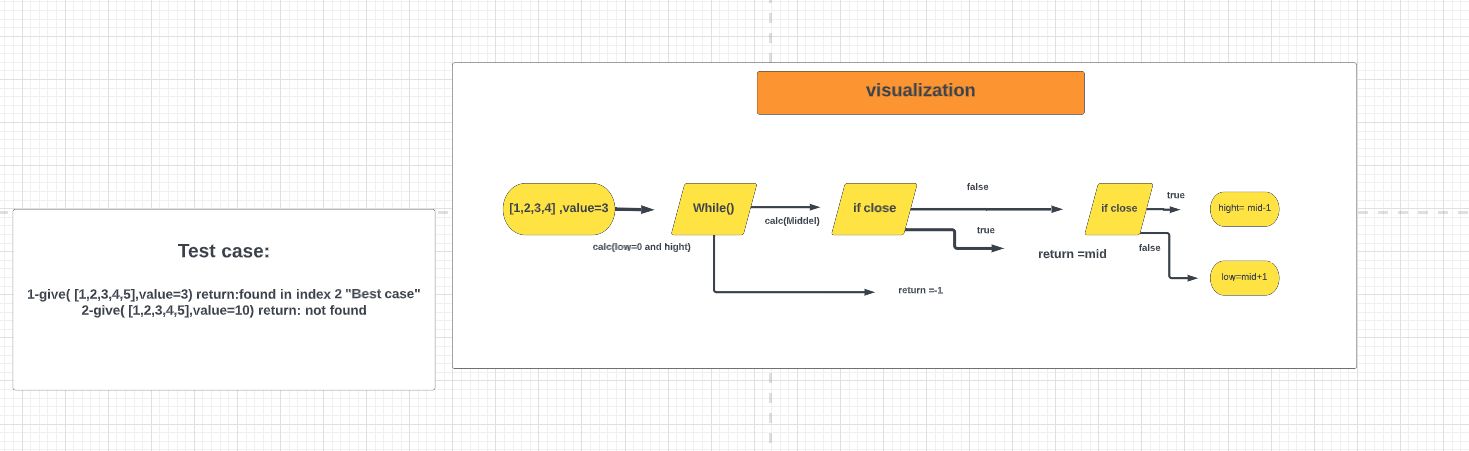 visualization
[1,2,3,4] ,value=3
calc(low=0 and hight)
While()
calc(Middel)
if close
false
true
return =mid
return =-1
if close
true
false
hight= mid-1
low=mid+1
Test case:
1-give( [1,2,3,4,5],value=3) return:found in index 2 "Best case"
2-give( [1,2,3,4,5],value=10) return: not found